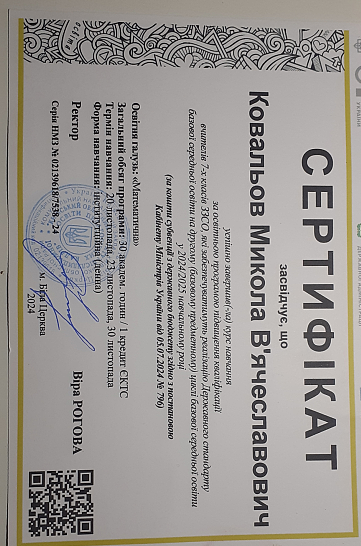 СЕРТИФІКАТ
засвідчує, що
Ковальов Микола В'ячеславович
успішно завершив/-ла курс навчання
за освітньою програмою підвищення кваліфікації
вчителів 7-х класів ЗЗСО, які забезпечуватимуть реалізацію Державного стандарту
базової середньої освіти на другому (базовому предметному) циклі базової середньої освіти
у 2024/2025 навчальному році
(за кошти субвенції з державного бюджету згідно з постановою
Кабінету Міністрів України від 05.07.2024 № 796)
Освітня галузь: «Математична»
Загальний обсяг програми: 30 академ. годин / 1 кредит ЄКТС
Термін навчання: 20 листопада, 23 листопада, 30 листопада
Форма навчання: інституційна (денна)
Ректор
Віра РОГОВА
Серія НМЗ № 02139618/7538 - 24
м. Біла Церква
2024